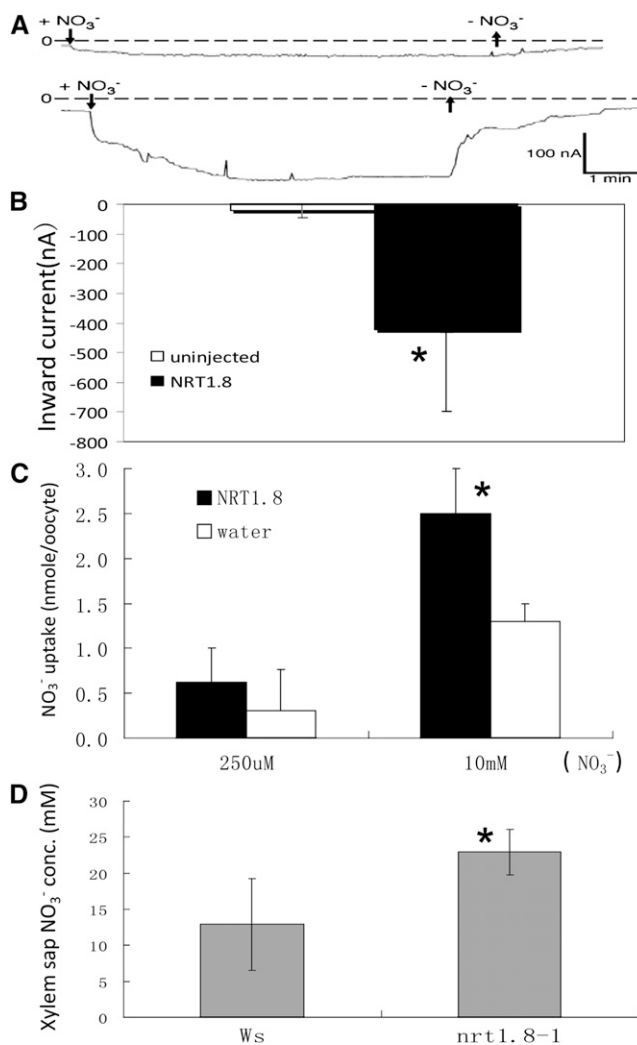 A
+ NO₃⁻
- NO₃⁻
0
+ NO₃⁻
- NO₃⁻
0
100 nA
1 min
B
Inward current(nA)
0
-100
-200
-300
-400
-500
-600
-700
-800
*
uninjected
NRT1.8
C
NO₃⁻ uptake (nmole/oocyte)
3.0
2.5
2.0
1.5
1.0
0.5
0.0
NRT1.8
water
*
250uM
10mM
( NO₃⁻)
D
Xylem sap NO₃⁻ conc. (mM)
30
25
20
15
10
5
0
*
Ws
nrt1.8-1